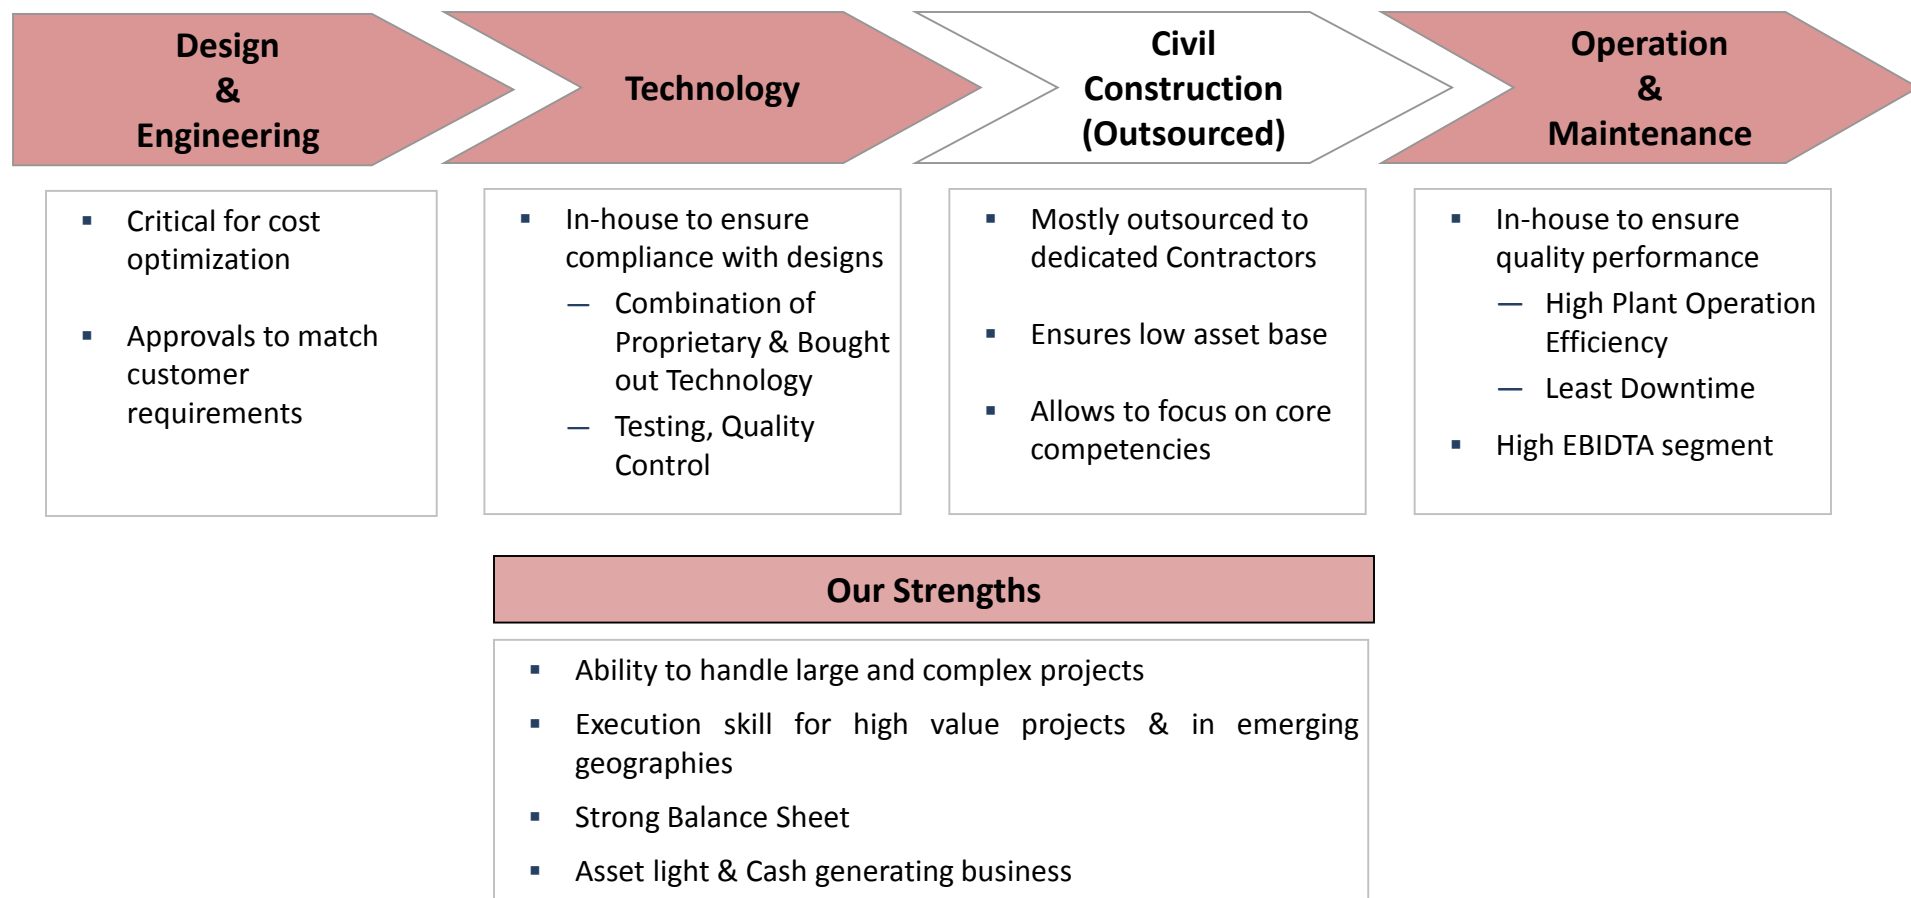 Design
&
Engineering
Technology
Civil
Construction
(Outsourced)
Operation
&
Maintenance
▪ Critical for cost
optimization
▪ Approvals to match
customer
requirements
▪ In-house to ensure
compliance with designs
— Combination of
Proprietary & Bought
out Technology
— Testing, Quality
Control
▪ Mostly outsourced to
dedicated Contractors
▪ Ensures low asset base
▪ Allows to focus on core
competencies
▪ In-house to ensure
quality performance
— High Plant Operation
Efficiency
— Least Downtime
▪ High EBIDTA segment
Our Strengths
▪ Ability to handle large and complex projects
▪ Execution skill for high value projects & in emerging
geographies
▪ Strong Balance Sheet
▪ Asset light & Cash generating business